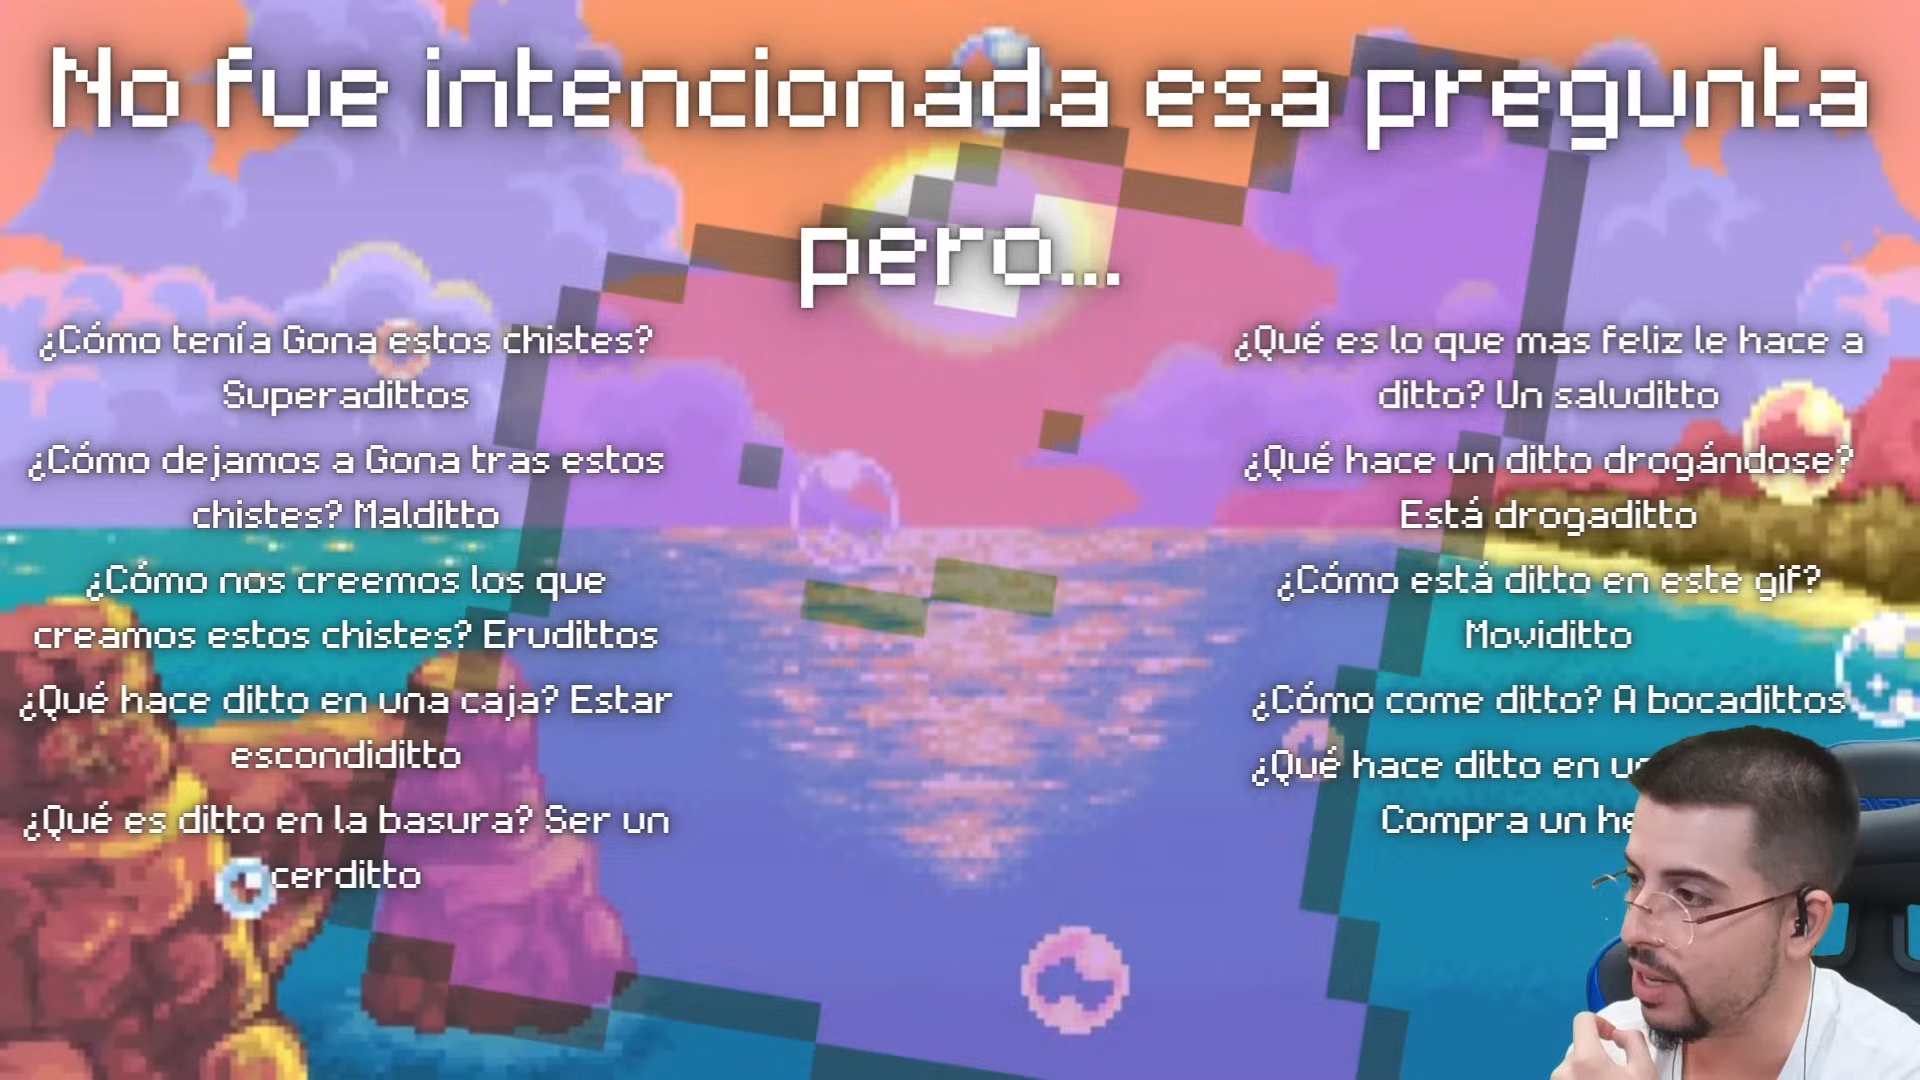 No fue intencionada esa pregunta
pero...
¿Cómo tenía Gona estos chistes?
Superadittos
¿Cómo dejamos a Gona tras estos
chistes? Malditto
¿Cómo nos creemos los que
creamos estos chistes? Erudittos
¿Qué hace ditto en una caja? Estar
escondiditto
¿Qué es ditto en la basura? Ser un
cerditto
¿Qué es lo que mas feliz le hace a
ditto? Un saluditto
¿Qué hace un ditto drogándose?
Está drogaditto
¿Cómo está ditto en este gif?
Moviditto
¿Cómo come ditto? A bocadittos
¿Qué hace ditto en
Compra un